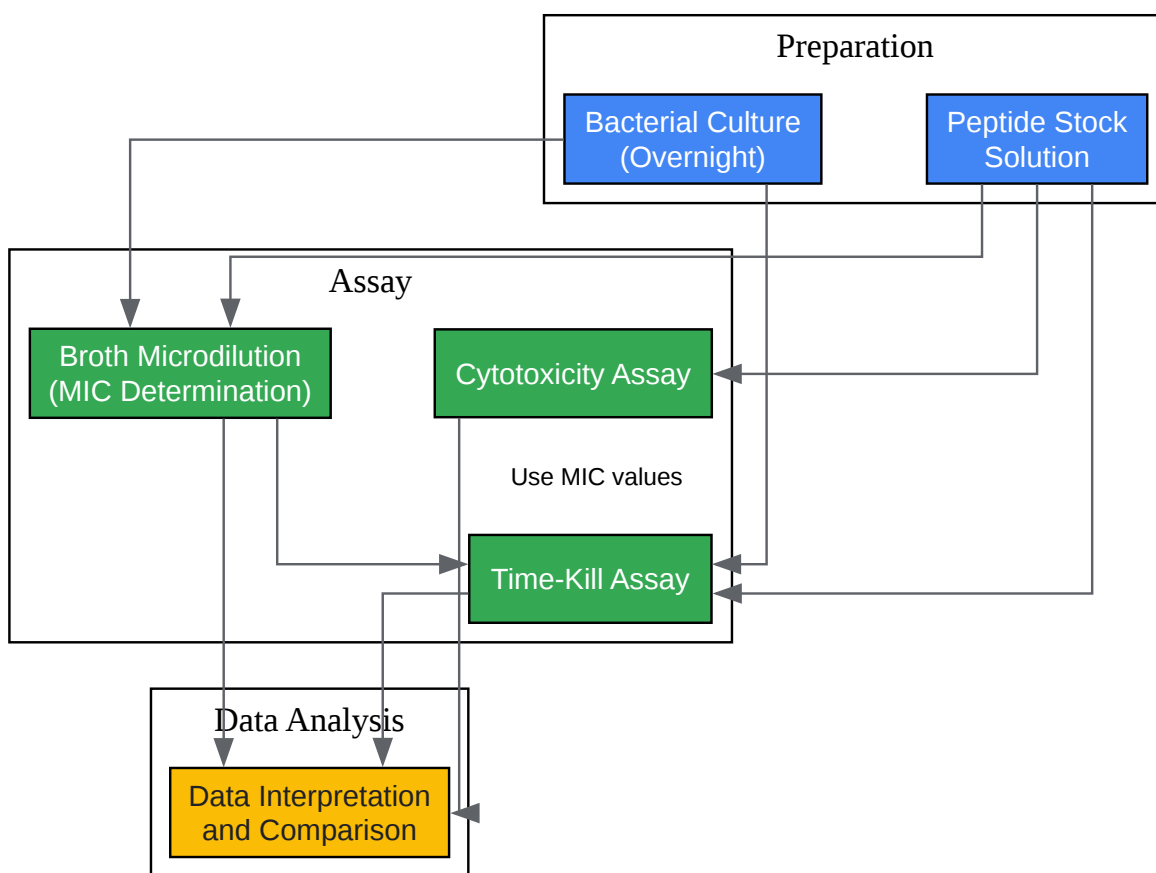 Preparation
Bacterial Culture
(Overnight)
Peptide Stock
Solution
Assay
Broth Microdilution
(MIC Determination)
Cytotoxicity Assay
Use MIC values
Time-Kill Assay
Data Analysis
Data Interpretation
and Comparison